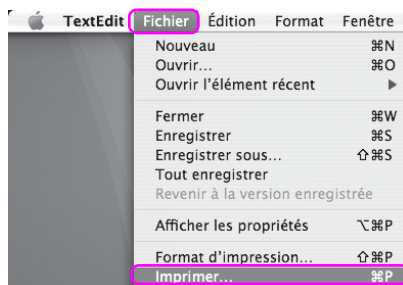 TextEdit Fichier Édition Format Fenêtre
Nouveau ⌘N
Ouvrir... ⌘O
Ouvrir l'élément récent ▶
Fermer ⌘W
Enregistrer ⌘S
Enregistrer sous... ⇧⌘S
Tout enregistrer
Revenir à la version enregistrée
Afficher les propriétés ⌥⌘P
Format d'impression... ⇧⌘P
Imprimer... ⌘P